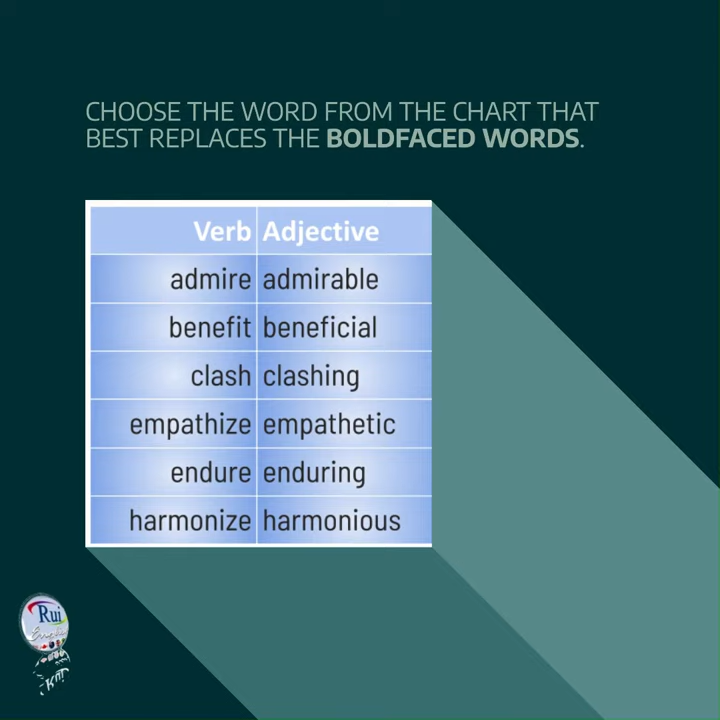 CHOOSE THE WORD FROM THE CHART THAT
BEST REPLACES THE BOLDFACED WORDS.
Verb Adjective
admire admirable
benefit beneficial
clash clashing
empathize empathetic
endure enduring
harmonize harmonious
Rui